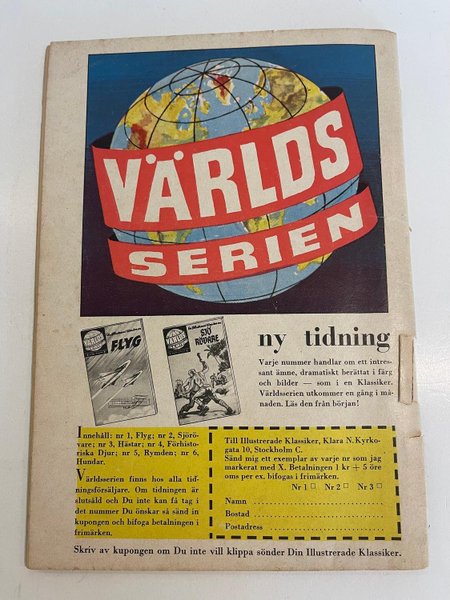 VÄRLDS
SERIEN
VÄRLDS
FLYG
VÄRLDS
SJÖ
RÖVARE
ny tidning
Varje nummer handlar om ett intres-
sant ämne, dramatiskt berättat i färg
och bilder — som i en Klassiker.
Världsserien utkommer en gång i må-
naden. Läs den från början!
Innehåll: nr 1, Flyg; nr 2, Sjörö-
vare; nr 3, Hästar; nr 4, Förhisto-
riska Djur; nr 5, Rymden; nr 6,
Hundar.
Världsserien finns hos alla tid-
ningsförsäljare. Om tidningen är
slutsåld och Du inte kan få tag i
det nummer Du önskar så sänd in
kupongen och bifoga betalningen i
frimärken.
Till Illustrerade Klassiker, Klara N. Kyrko-
gata 10, Stockholm C.
Sänd mig ett exemplar av varje nr som jag
markerat med X. Betalningen 1 kr + 5 öre
oms per ex. bifogas i frimärken.
Nr 1 □ Nr 2 □ Nr 3 □
Namn
Bostad
Postadress
Skriv av kupongen om Du inte vill klippa sönder Din Illustrerade Klassiker.